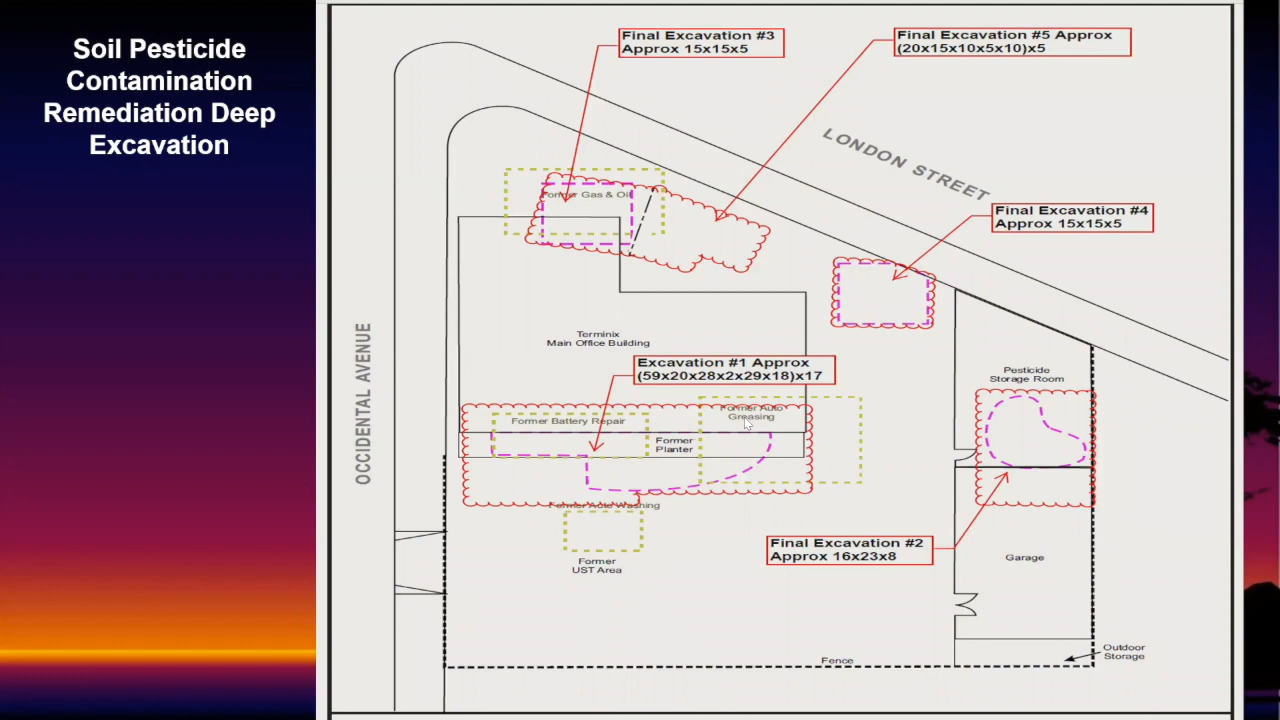 Soil Pesticide
Contamination
Remediation Deep
Excavation
Final Excavation #3
Approx 15x15x5
Final Excavation #5 Approx
(20x15x10x5x10)x5
LONDON STREET
Former Gas & Oil
Final Excavation #4
Approx 15x15x5
OCCIDENTAL AVENUE
Terminix
Main Office Building
Excavation #1 Approx
(59x20x28x2x29x18)x17
Pesticide
Storage Room
Former Auto
Greasing
Former Battery Repair
Former
Planter
Former Auto Washing
Final Excavation #2
Approx 16x23x8
Former
UST Area
Garage
Outdoor
Storage
Fence